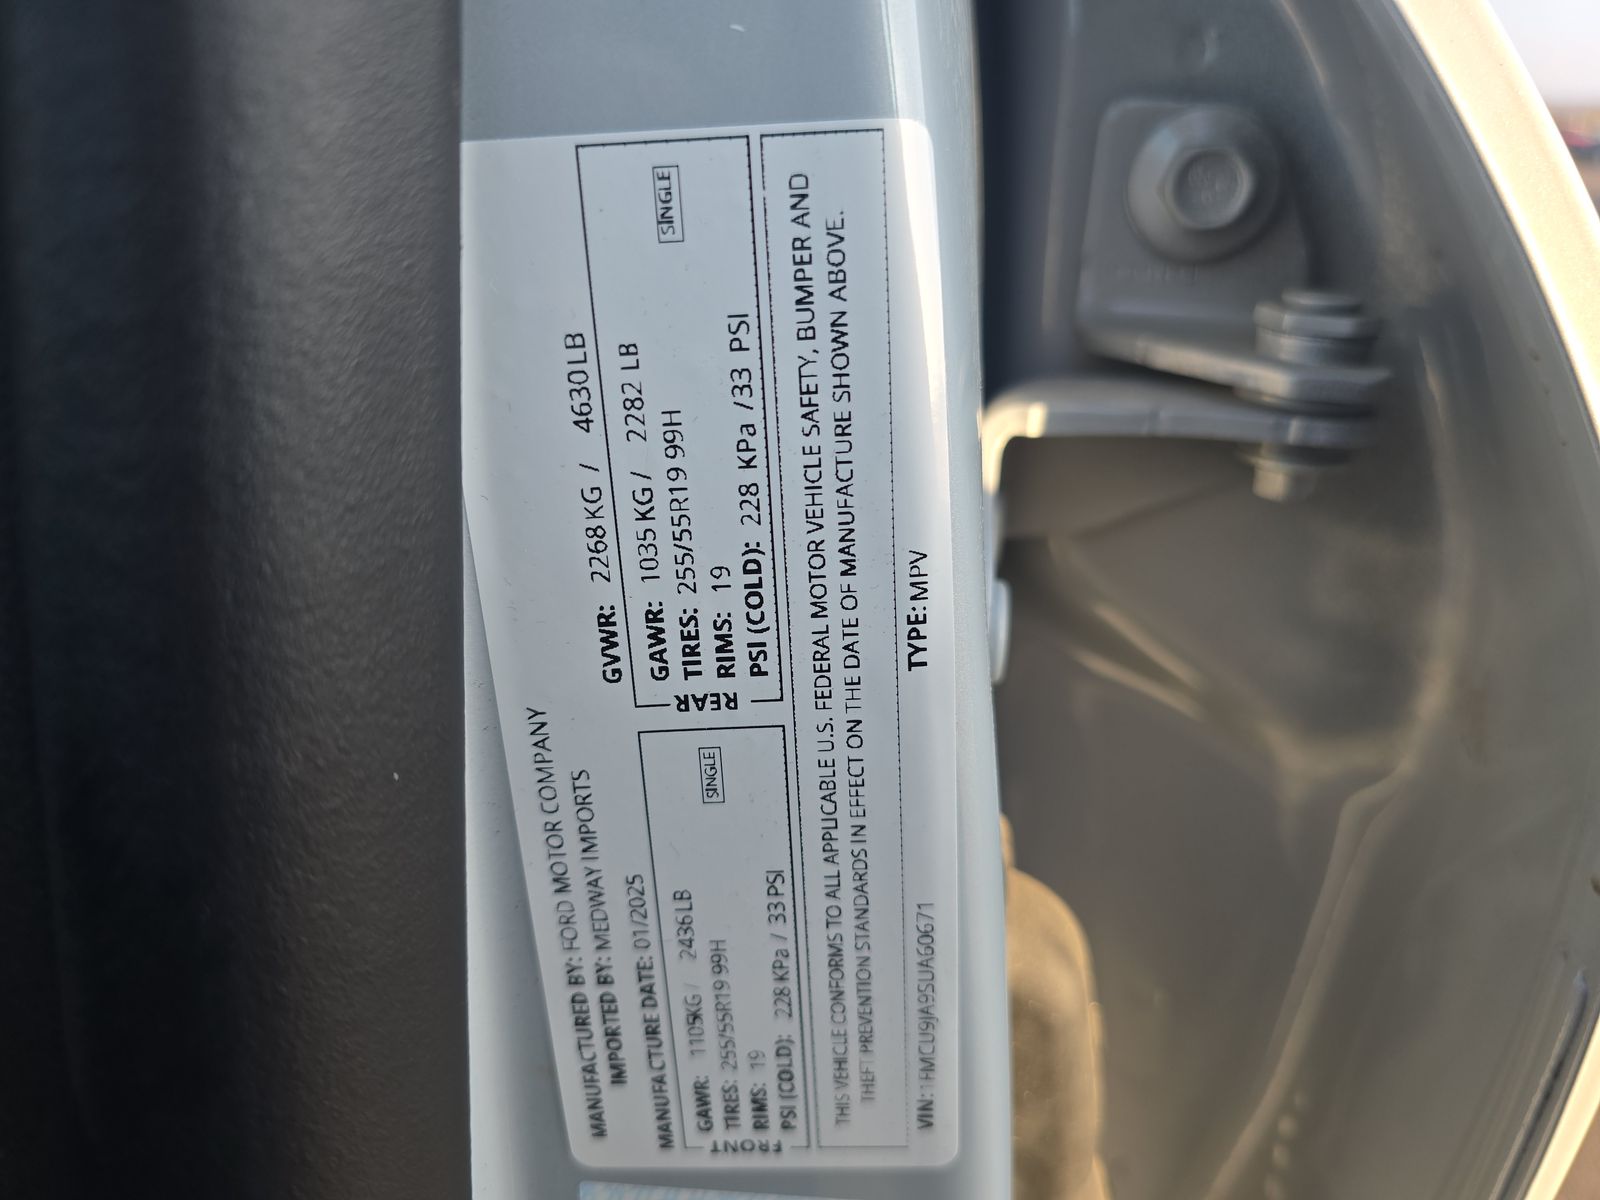 MANUFACTURED BY: FORD MOTOR COMPANY
IMPORTED BY: MEDWAY IMPORTS
MANUFACTURE DATE: 01/2025
GVWR: 2268 KG / 4630LB
FRONT
GAWR: 1105KG / 2436LB
TIRES: 255/55R19 99H
RIMS: 19
PSI (COLD): 228 KPa / 33 PSI
SINGLE
REAR
GAWR: 1035 KG / 2282 LB
TIRES: 255/55R19 99H
RIMS: 19
PSI (COLD): 228 KPa / 33 PSI
SINGLE
THIS VEHICLE CONFORMS TO ALL APPLICABLE U.S. FEDERAL MOTOR VEHICLE SAFETY, BUMPER AND
THEFT PREVENTION STANDARDS IN EFFECT ON THE DATE OF MANUFACTURE SHOWN ABOVE.
VIN: 1FMCU9JA9SUA60671
TYPE: MPV